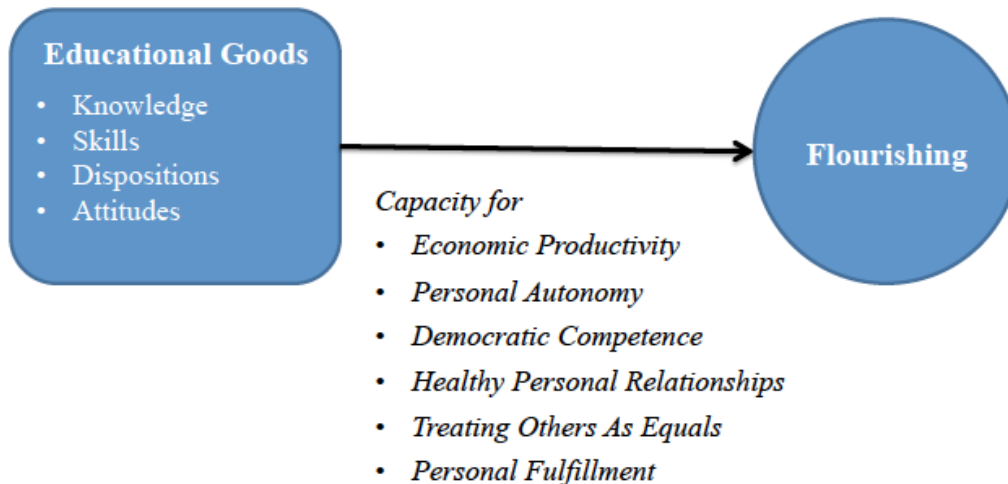 Educational Goods
• Knowledge
• Skills
• Dispositions
• Attitudes
Flourishing
Capacity for
• Economic Productivity
• Personal Autonomy
• Democratic Competence
• Healthy Personal Relationships
• Treating Others As Equals
• Personal Fulfillment